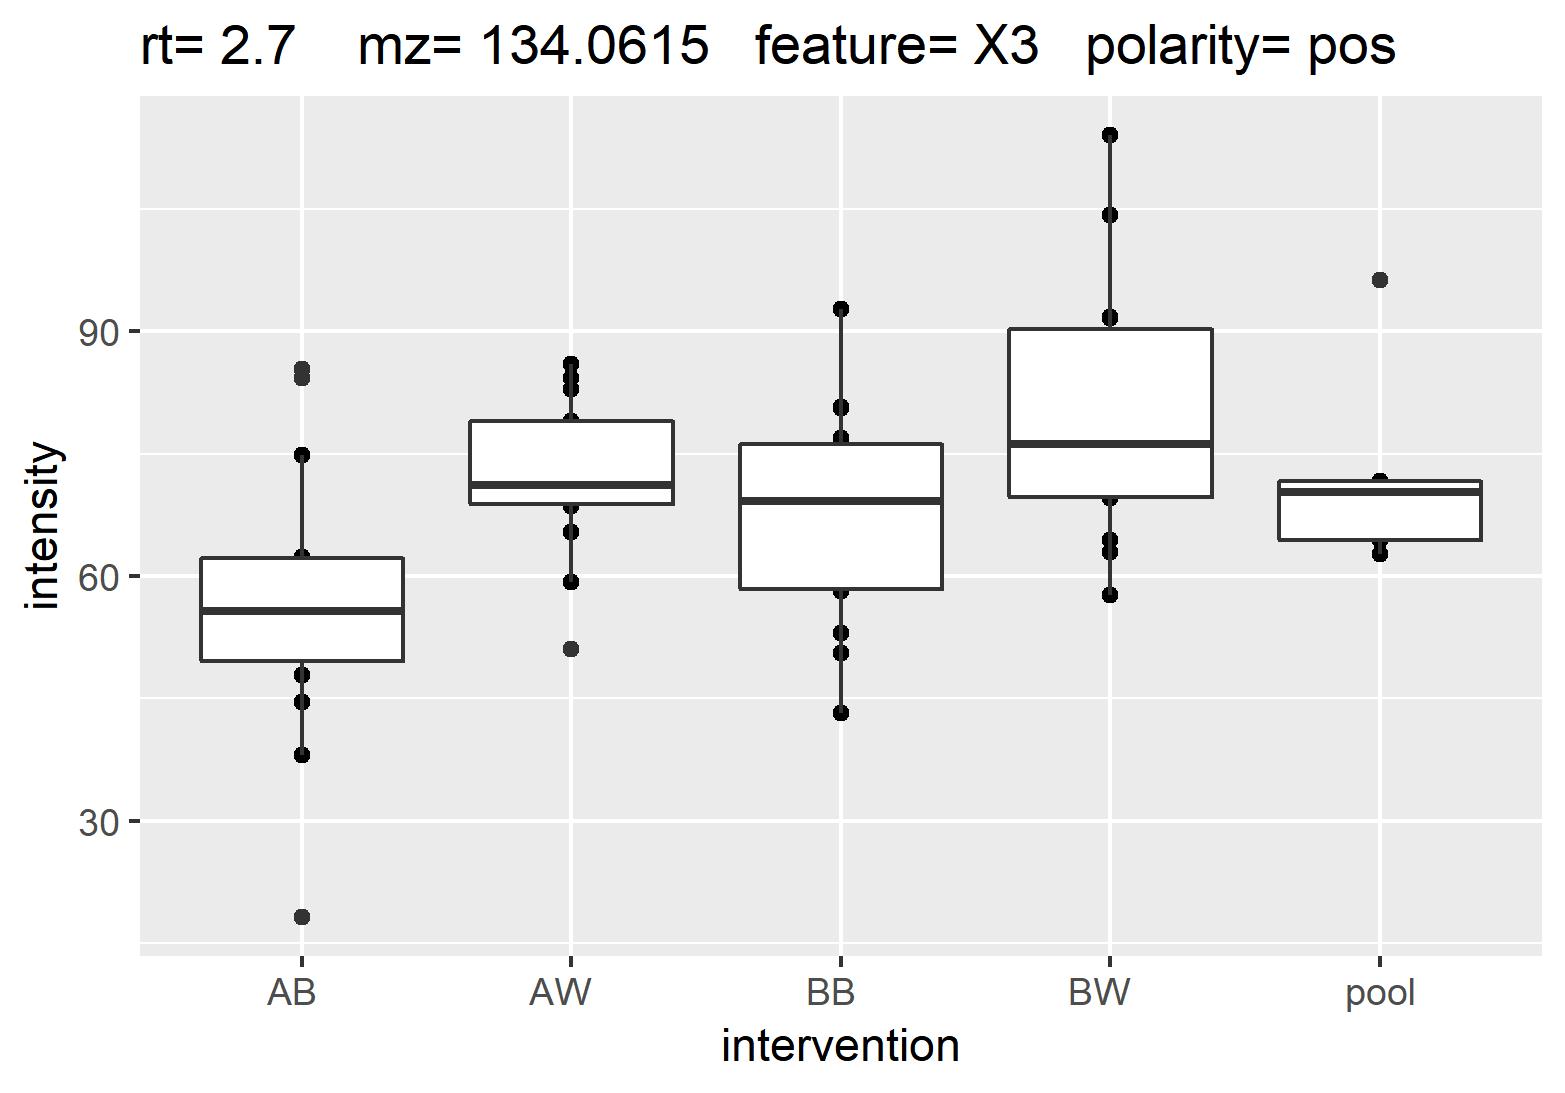 rt= 2.7 mz= 134.0615 feature= X3 polarity= pos
intensity
90
60
30
AB AW BB BW pool
intervention